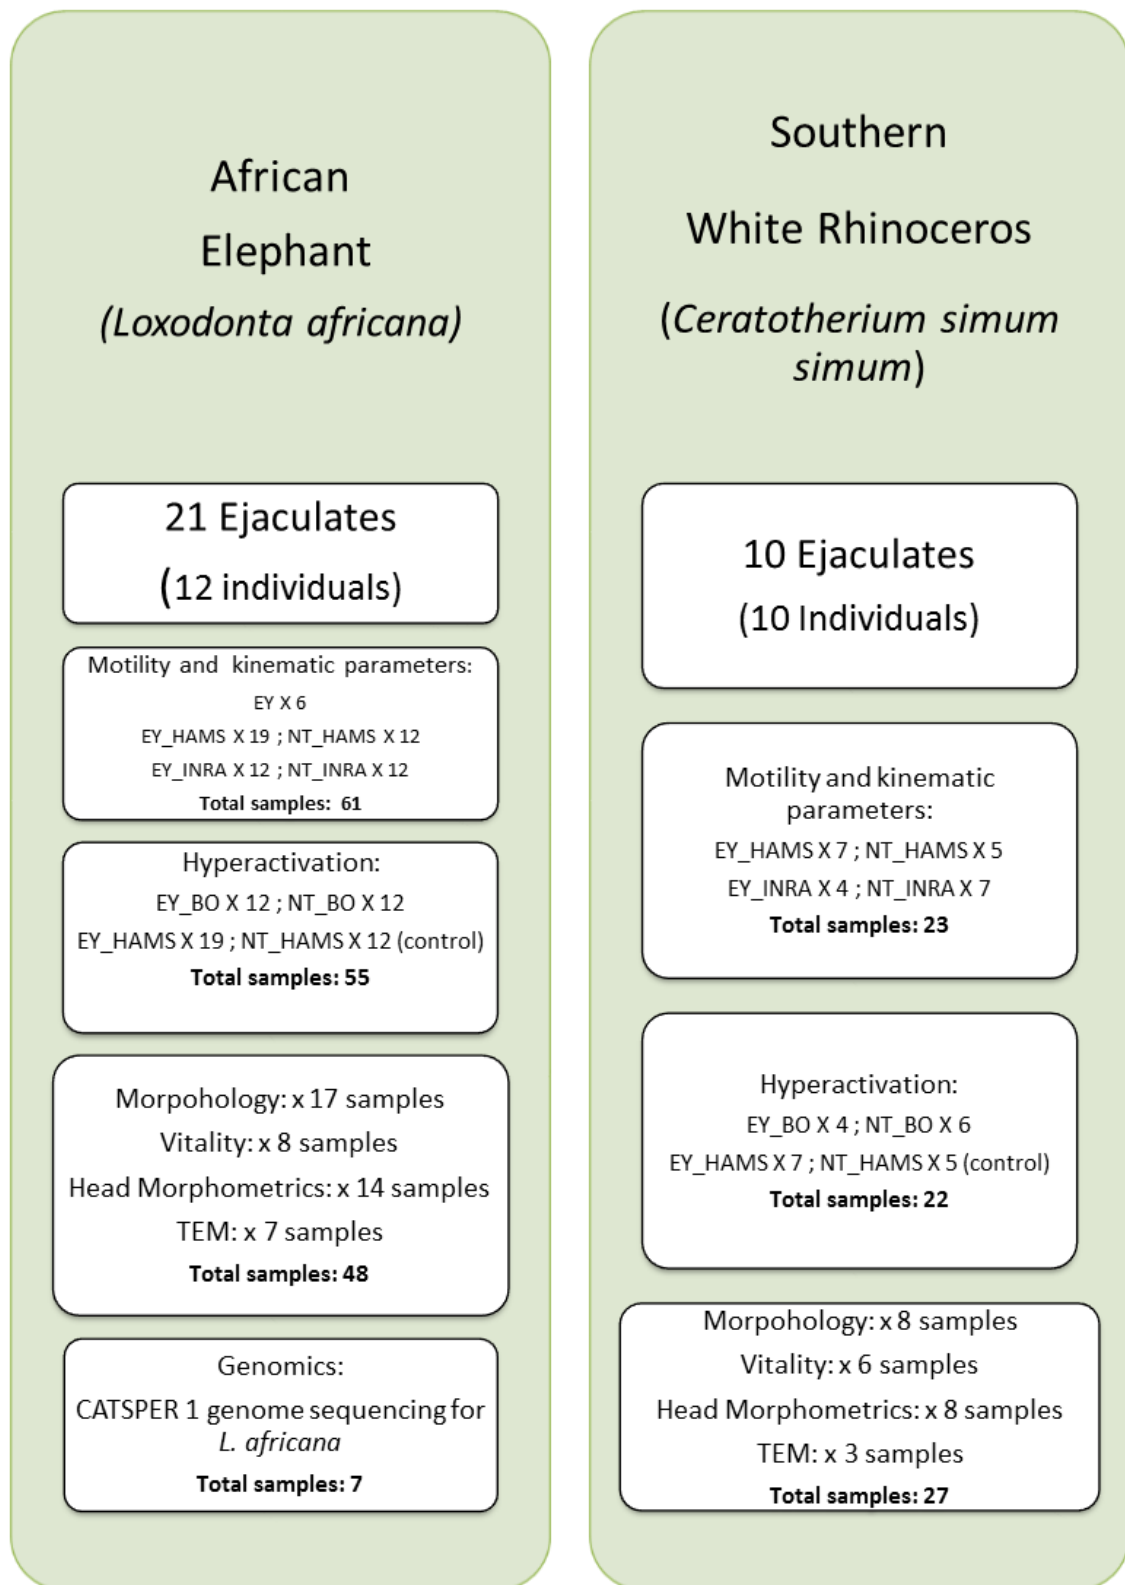 African
Elephant
(Loxodonta africana)
21 Ejaculates
(12 individuals)
Motility and kinematic parameters:
EY X 6
EY_HAMS X 19 ; NT_HAMS X 12
EY_INRA X 12 ; NT_INRA X 12
Total samples: 61
Hyperactivation:
EY_BO X 12 ; NT_BO X 12
EY_HAMS X 19 ; NT_HAMS X 12 (control)
Total samples: 55
Morpohology: x 17 samples
Vitality: x 8 samples
Head Morphometrics: x 14 samples
TEM: x 7 samples
Total samples: 48
Genomics:
CATSPER 1 genome sequencing for
L. africana
Total samples: 7
Southern
White Rhinoceros
(Ceratotherium simum
simum)
10 Ejaculates
(10 Individuals)
Motility and kinematic
parameters:
EY_HAMS X 7 ; NT_HAMS X 5
EY_INRA X 4 ; NT_INRA X 7
Total samples: 23
Hyperactivation:
EY_BO X 4 ; NT_BO X 6
EY_HAMS X 7 ; NT_HAMS X 5 (control)
Total samples: 22
Morpohology: x 8 samples
Vitality: x 6 samples
Head Morphometrics: x 8 samples
TEM: x 3 samples
Total samples: 27